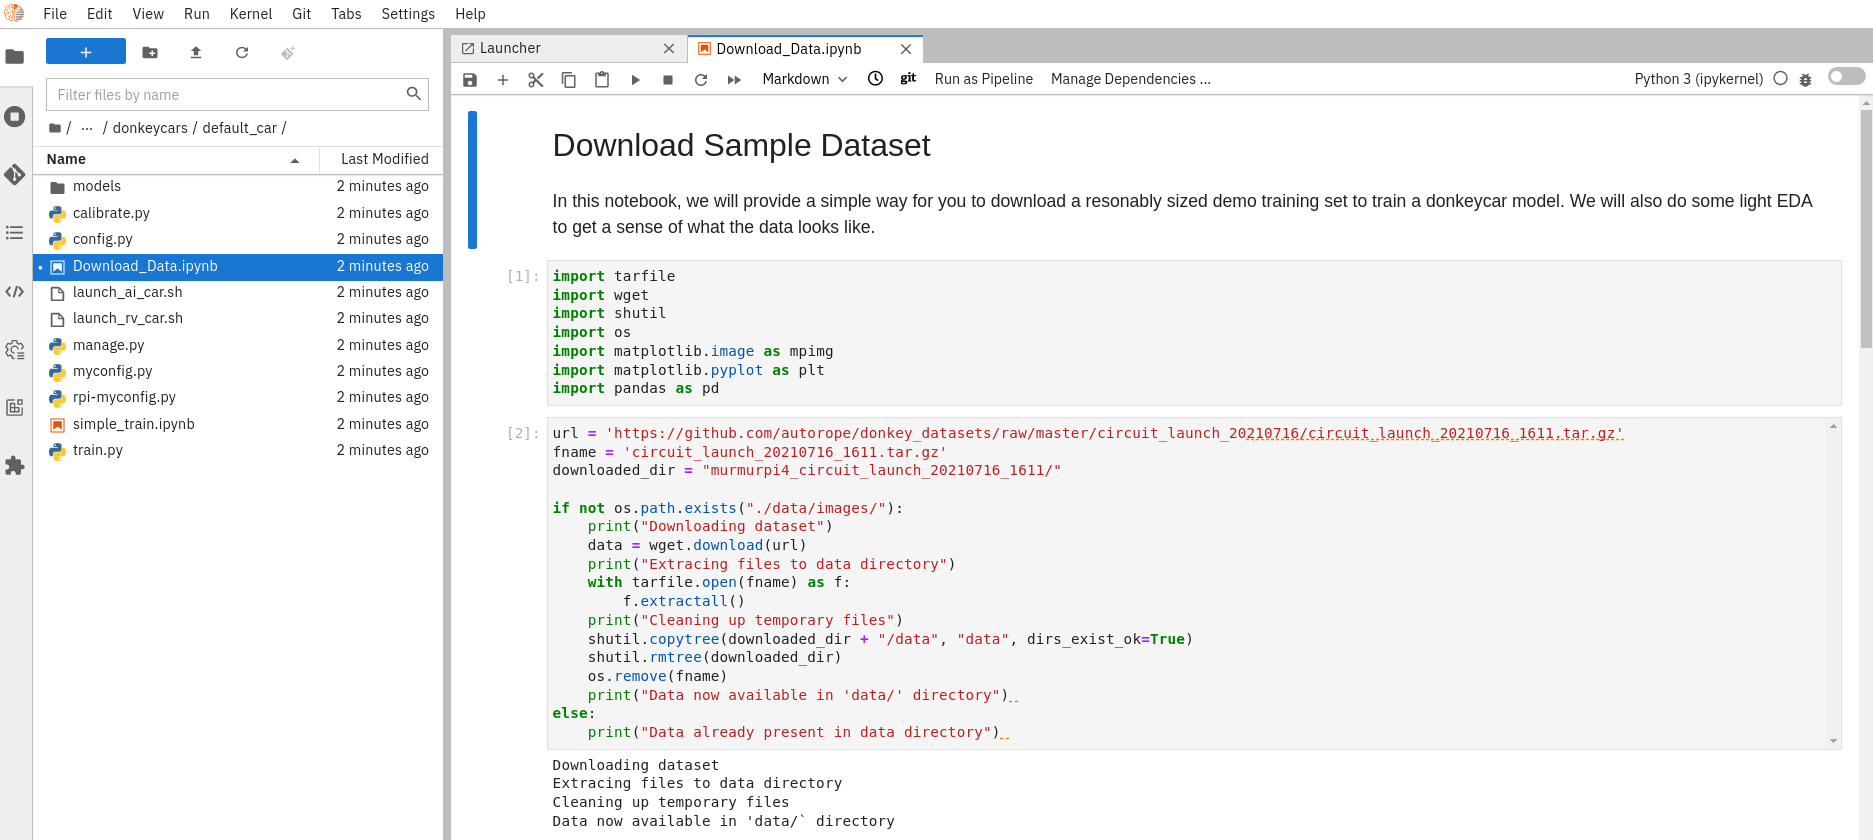 File Edit View Run Kernel Git Tabs Settings Help
Filter files by name
/ ... / donkeycars / default_car /
Name Last Modified
models 2 minutes ago
calibrate.py 2 minutes ago
config.py 2 minutes ago
Download_Data.ipynb 2 minutes ago
launch_ai_car.sh 2 minutes ago
launch_rv_car.sh 2 minutes ago
manage.py 2 minutes ago
myconfig.py 2 minutes ago
rpi-myconfig.py 2 minutes ago
simple_train.ipynb 2 minutes ago
train.py 2 minutes ago
Launcher Download_Data.ipynb
Markdown git Run as Pipeline Manage Dependencies ... Python 3 (ipykernel)
Download Sample Dataset
In this notebook, we will provide a simple way for you to download a resonably sized demo training set to train a donkeycar model. We will also do some light EDA
to get a sense of what the data looks like.
[1]: import tarfile
import wget
import shutil
import os
import matplotlib.image as mpimg
import matplotlib.pyplot as plt
import pandas as pd
[2]: url = 'https://github.com/autorope/donkey_datasets/raw/master/circuit_launch_20210716/circuit_launch_20210716_1611.tar.gz'
fname = 'circuit_launch_20210716_1611.tar.gz'
downloaded_dir = "murmurpi4_circuit_launch_20210716_1611/"
if not os.path.exists("./data/images/"):
    print("Downloading dataset")
    data = wget.download(url)
    print("Extracing files to data directory")
    with tarfile.open(fname) as f:
        f.extractall()
    print("Cleaning up temporary files")
    shutil.copytree(downloaded_dir + "/data", "data", dirs_exist_ok=True)
    shutil.rmtree(downloaded_dir)
    os.remove(fname)
    print("Data now available in 'data/' directory")
else:
    print("Data already present in data directory")
Downloading dataset
Extracing files to data directory
Cleaning up temporary files
Data now available in 'data/` directory